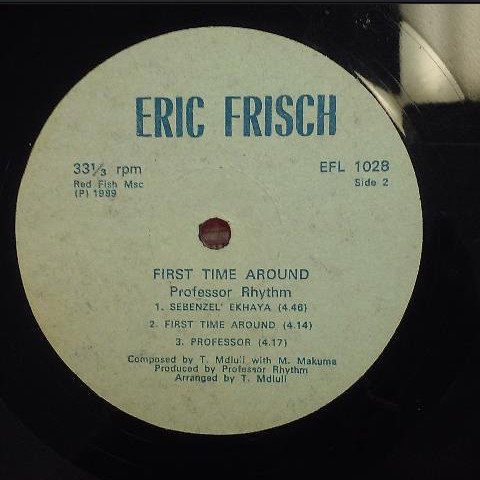 ERIC FRISCH
33⅓ rpm
EFL 1028
Red Fish Msc
Side 2
(P) 1989
FIRST TIME AROUND
Professor Rhythm
1. SEBENZEL' EKHAYA (4.46)
2. FIRST TIME AROUND (4.14)
3. PROFESSOR (4.17)
Composed by T. Mdluli with M. Makuma
Produced by Professor Rhythm
Arranged by T. Mdluli